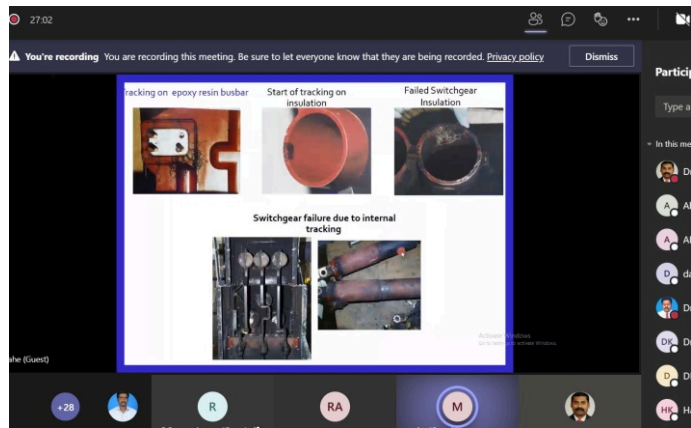 27:02
You're recording You are recording this meeting. Be sure to let everyone know that they are being recorded. Privacy policy
Dismiss
Particip
Type a
In this me
Tracking on epoxy resin busbar
Start of tracking on
insulation
Failed Switchgear
Insulation
Switchgear failure due to internal
tracking
Activate Windows
ahe (Guest)
+28
R
RA
M
D
A
A
A
A
D
da
D
DK
D
D
D
HK
H